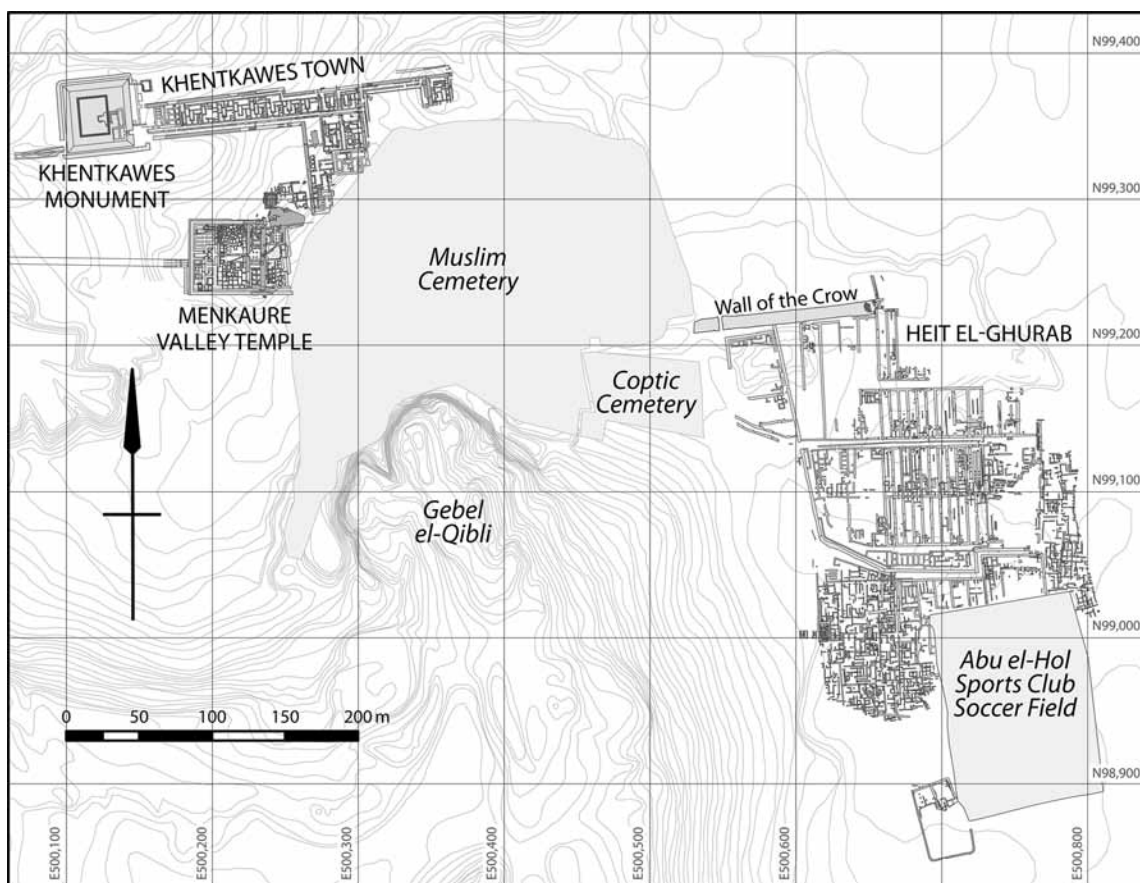 N99,400
KHENTKAWES TOWN
KHENTKAWES
MONUMENT
N99,300
Muslim
Cemetery
MENKAURE
VALLEY TEMPLE
Wall of the Crow
HEIT EL-GHURAB
N99,200
Coptic
Cemetery
N99,100
Gebel
el-Qibli
N99,000
Abu el-Hol
Sports Club
Soccer Field
0 50 100 150 200 m
N98,900
E500,100
E500,200
E500,300
E500,400
E500,500
E500,600
E500,800